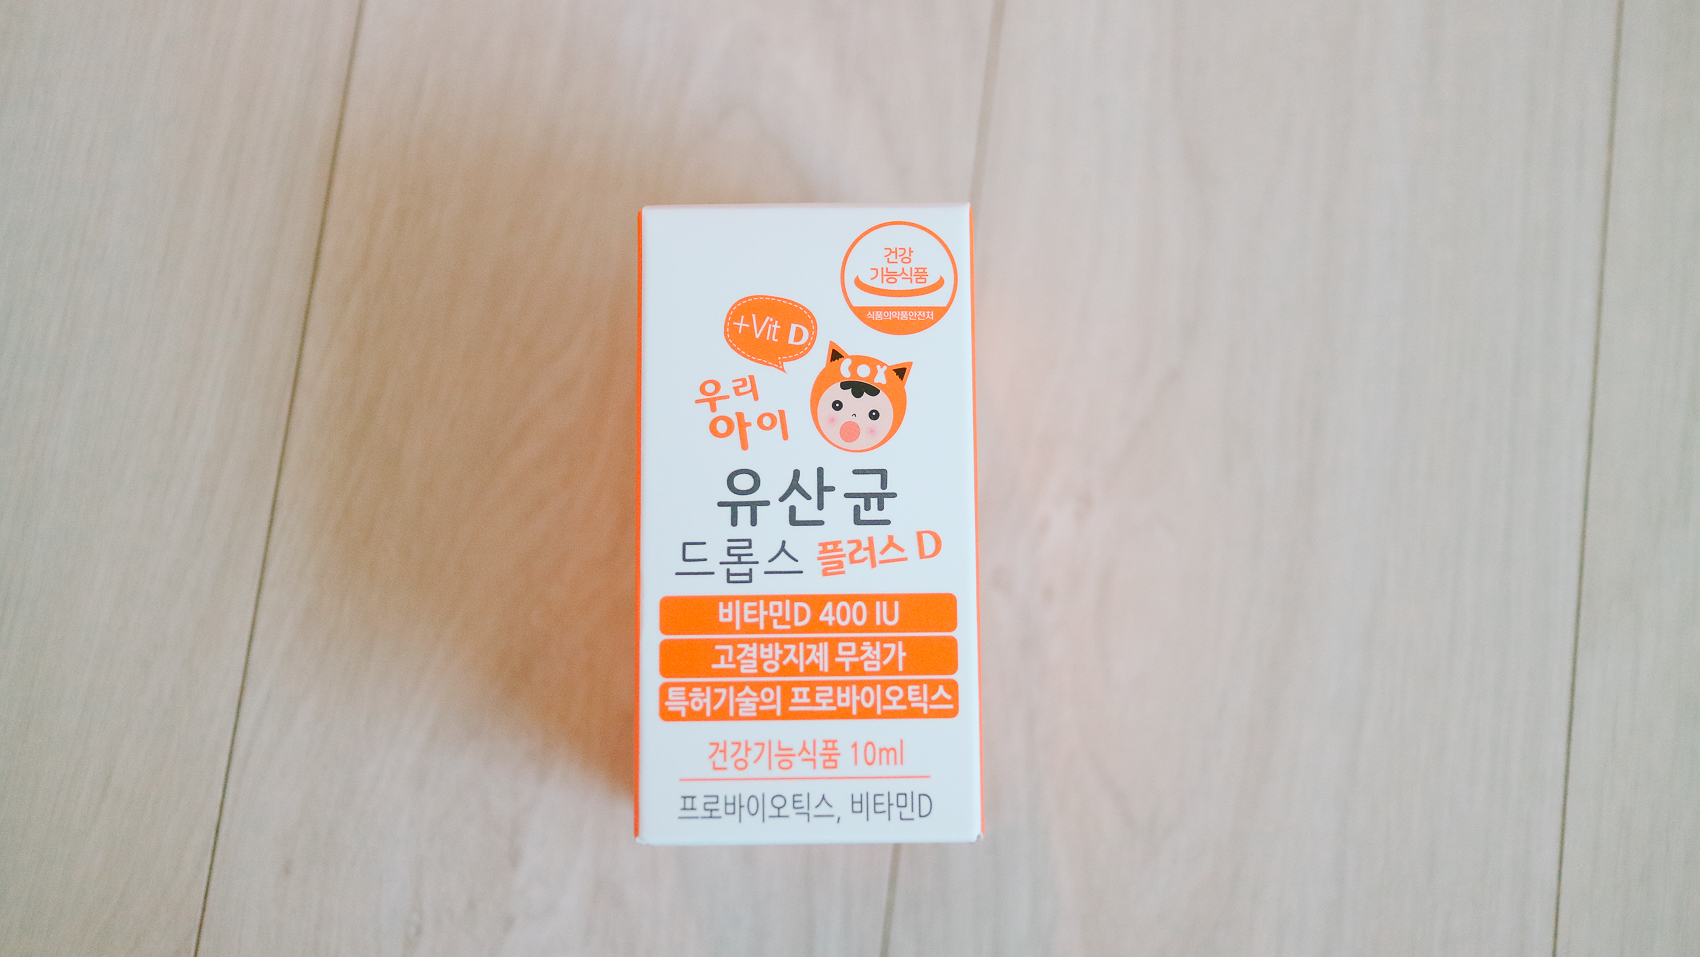 건강
기능식품
식품의약품안전처
+Vit D
COX
우리
아이
유산균
드롭스 플러스 D
비타민D 400 IU
고결방지제 무첨가
특허기술의 프로바이오틱스
건강기능식품 10ml
프로바이오틱스, 비타민D